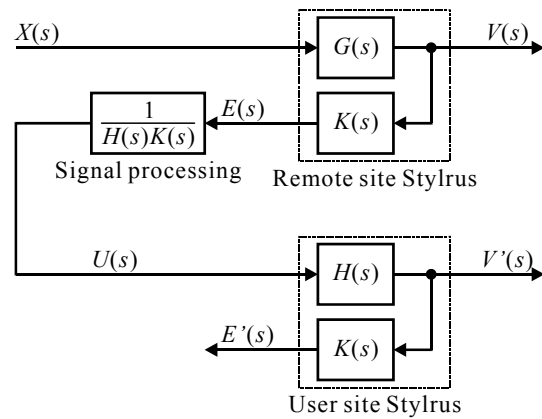 X(s)
G(s)
V(s)
1
H(s)K(s)
E(s)
K(s)
Signal processing
Remote site Stylrus
U(s)
H(s)
V’(s)
E’(s)
K(s)
User site Stylrus